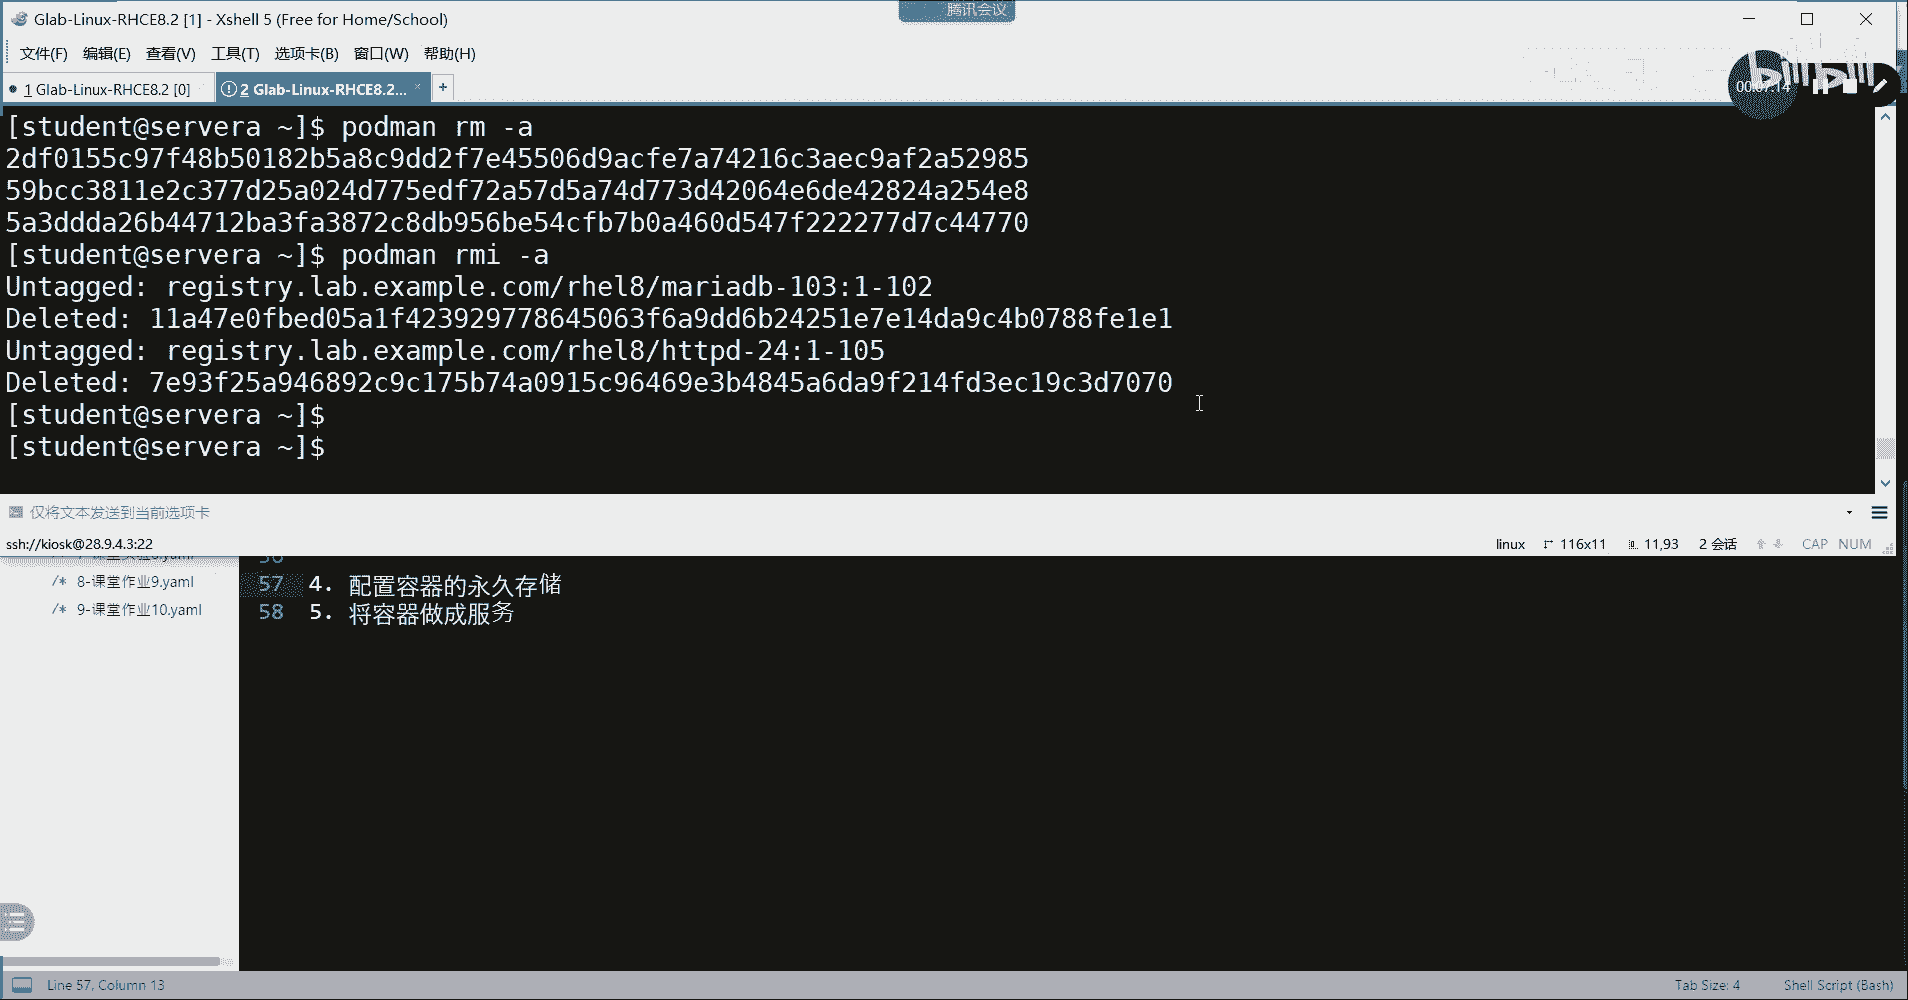 Glab-Linux-RHCE8.2 [1] - Xshell 5 (Free for Home/School)
腾讯会议
文件(F) 编辑(E) 查看(V) 工具(T) 选项卡(B) 窗口(W) 帮助(H)
1 Glab-Linux-RHCE8.2 [0]
2 Glab-Linux-RHCE8.2...
+
bilibili
00:07:14
[student@servera ~]$ podman rm -a
2df0155c97f48b50182b5a8c9dd2f7e45506d9acfe7a74216c3aec9af2a52985
59bcc3811e2c377d25a024d775edf72a57d5a74d773d42064e6de42824a254e8
5a3ddda26b44712ba3fa3872c8db956be54cfb7b0a460d547f222277d7c44770
[student@servera ~]$ podman rmi -a
Untagged: registry.lab.example.com/rhel8/mariadb-103:1-102
Deleted: 11a47e0fbed05a1f423929778645063f6a9dd6b24251e7e14da9c4b0788fe1e1
Untagged: registry.lab.example.com/rhel8/httpd-24:1-105
Deleted: 7e93f25a946892c9c175b74a0915c96469e3b4845a6da9f214fd3ec19c3d7070
[student@servera ~]$
[student@servera ~]$
仅将文本发送到当前选项卡
ssh://kiosk@28.9.4.3:22
linux 116x11 11,93 2 会话 CAP NUM
56
/* 8-课堂作业9.yaml
57 4. 配置容器的永久存储
/* 9-课堂作业10.yaml
58 5. 将容器做成服务
Line 57, Column 13
Tab Size: 4
Shell Script (Bash)